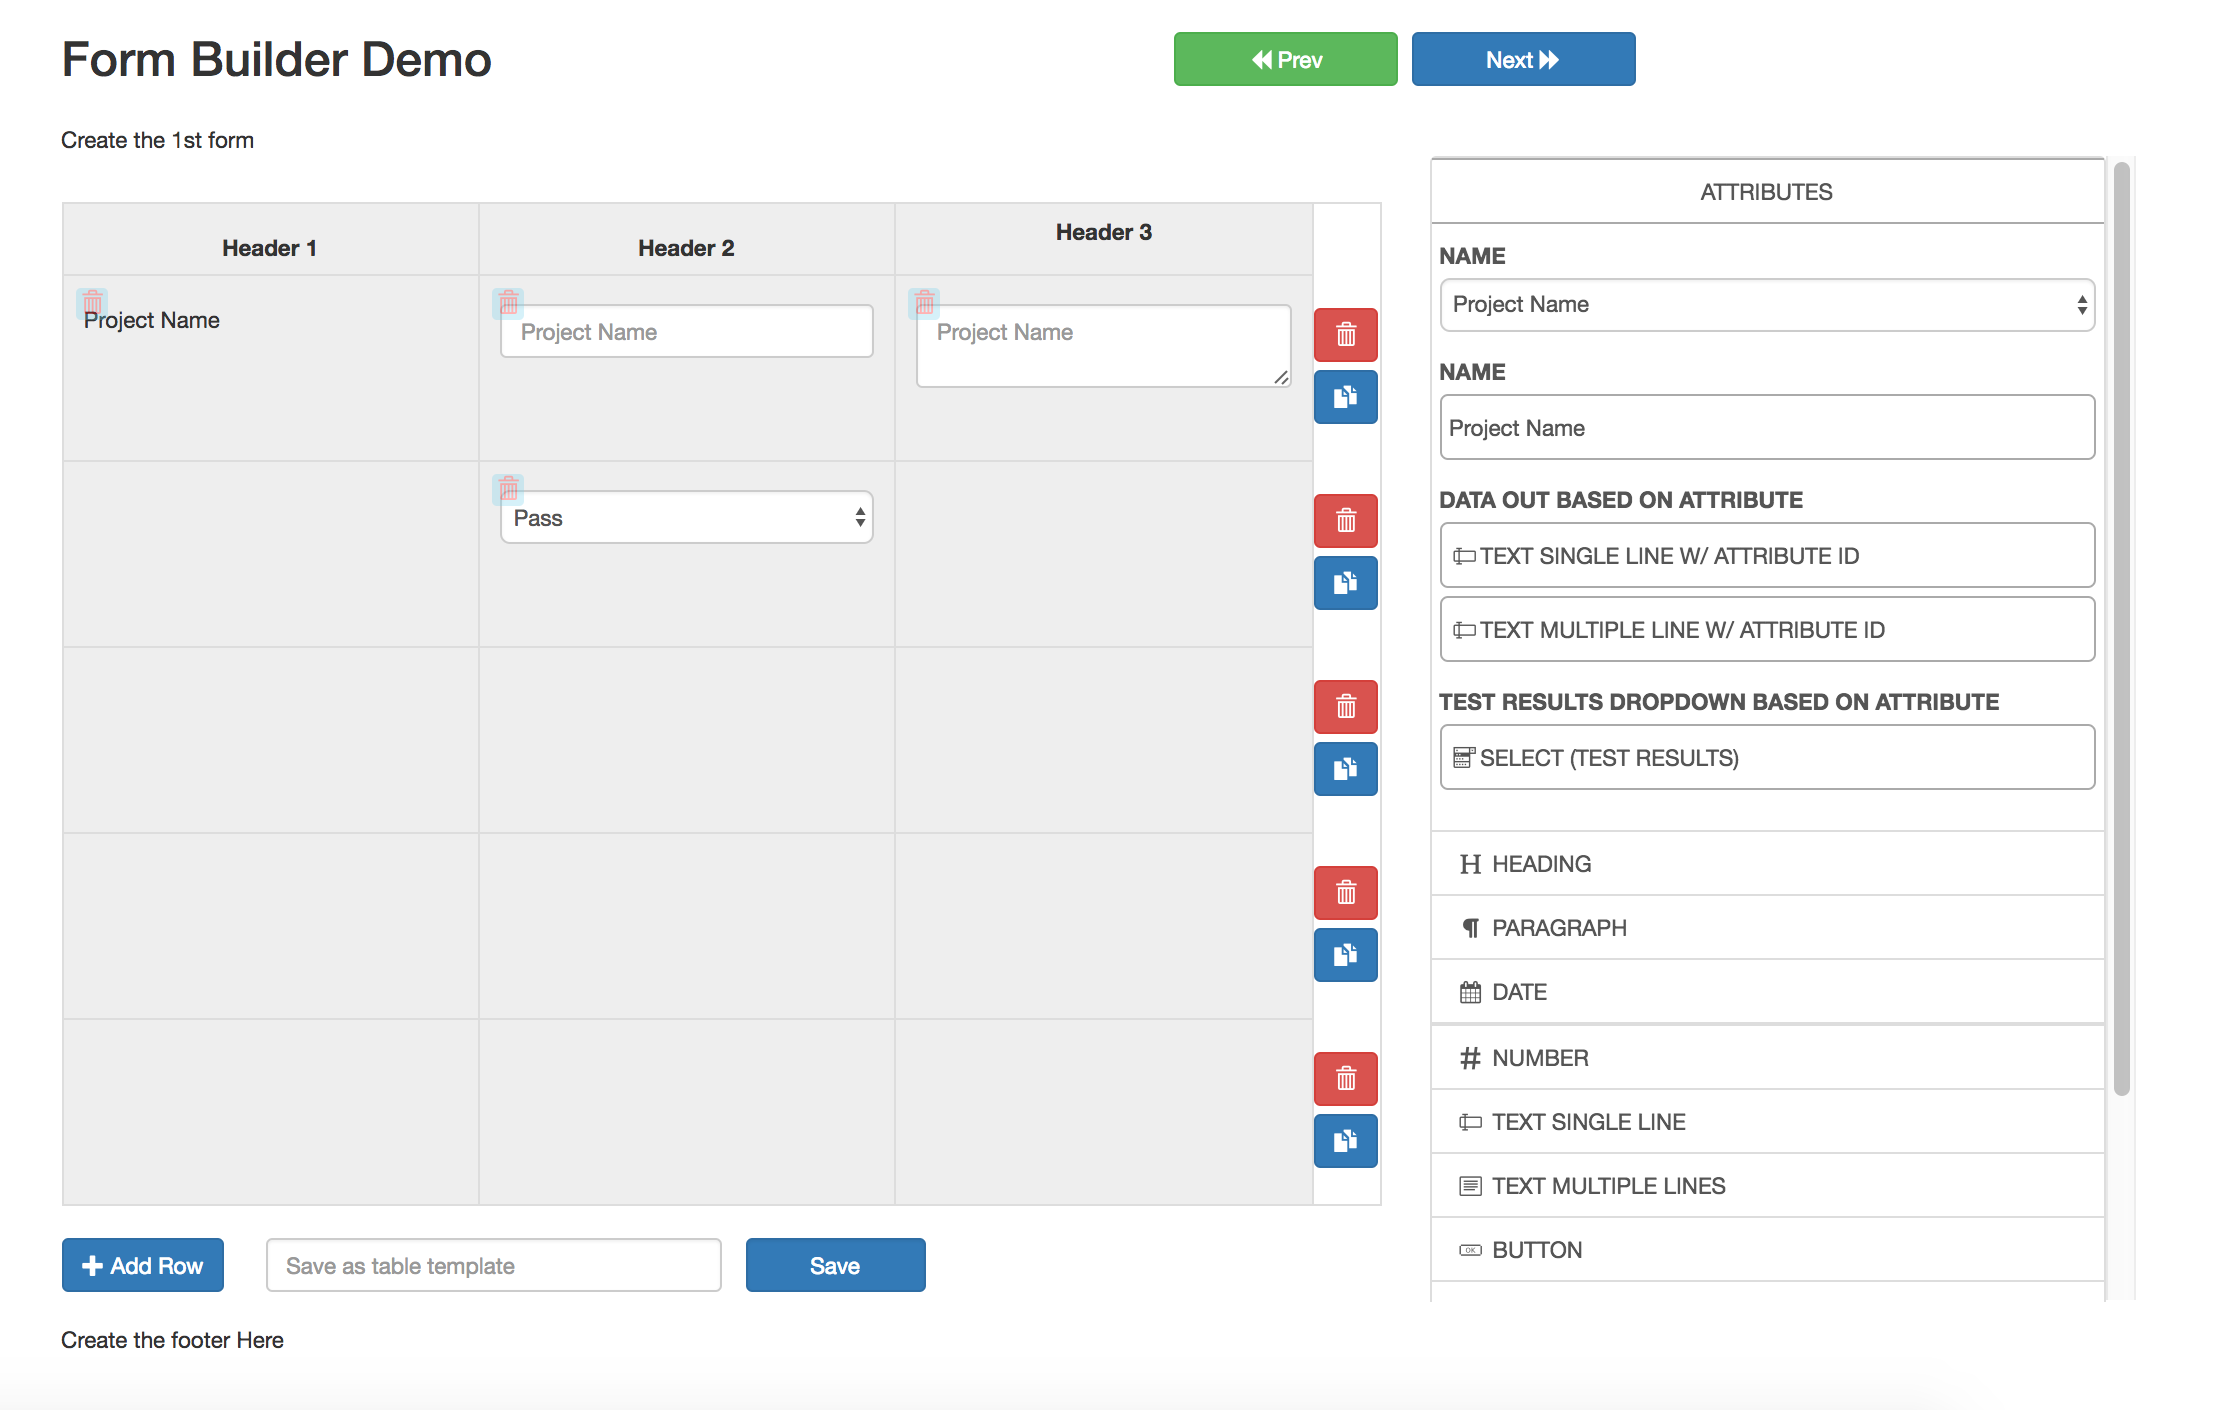 Form Builder Demo
Prev
Next
Create the 1st form
Header 1
Header 2
Header 3
Project Name
Project Name
Project Name
Pass
Add Row
Save as table template
Save
Create the footer Here
ATTRIBUTES
NAME
Project Name
NAME
Project Name
DATA OUT BASED ON ATTRIBUTE
TEXT SINGLE LINE W/ ATTRIBUTE ID
TEXT MULTIPLE LINE W/ ATTRIBUTE ID
TEST RESULTS DROPDOWN BASED ON ATTRIBUTE
SELECT (TEST RESULTS)
H HEADING
¶ PARAGRAPH
DATE
# NUMBER
TEXT SINGLE LINE
TEXT MULTIPLE LINES
OK BUTTON